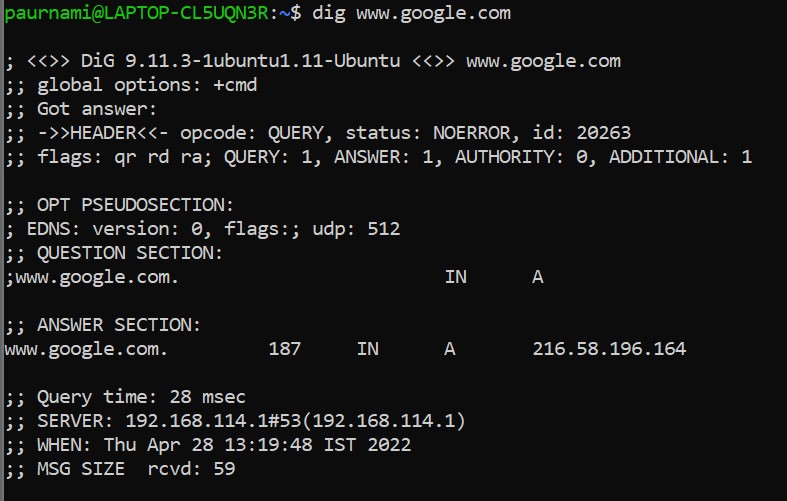 paurnami@LAPTOP-CL5UQN3R:~$ dig www.google.com
; <<>> DiG 9.11.3-1ubuntu1.11-Ubuntu <<>> www.google.com
;; global options: +cmd
;; Got answer:
;; ->>HEADER<<- opcode: QUERY, status: NOERROR, id: 20263
;; flags: qr rd ra; QUERY: 1, ANSWER: 1, AUTHORITY: 0, ADDITIONAL: 1
;; OPT PSEUDOSECTION:
; EDNS: version: 0, flags:; udp: 512
;; QUESTION SECTION:
;www.google.com. IN A
;; ANSWER SECTION:
www.google.com. 187 IN A 216.58.196.164
;; Query time: 28 msec
;; SERVER: 192.168.114.1#53(192.168.114.1)
;; WHEN: Thu Apr 28 13:19:48 IST 2022
;; MSG SIZE  rcvd: 59